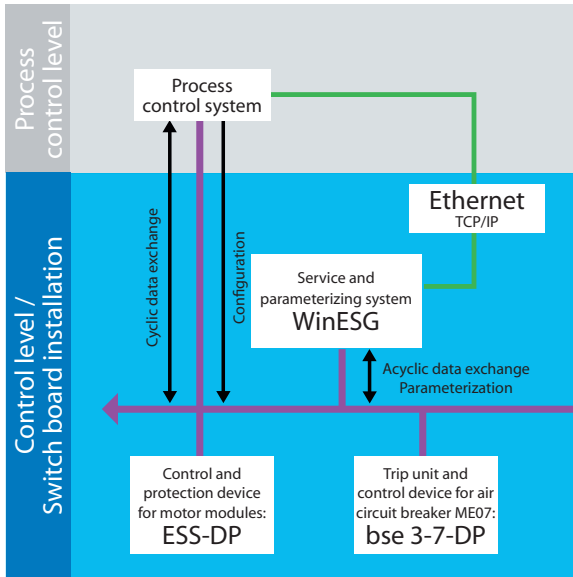 Process
control level
Process
control system
Ethernet
TCP/IP
Control level /
Switch board installation
Cyclic data exchange
Configuration
Service and
parameterizing system
WinESG
Acyclic data exchange
Parameterization
Control and
protection device
for motor modules:
ESS-DP
Trip unit and
control device for air
circuit breaker ME07:
bse 3-7-DP